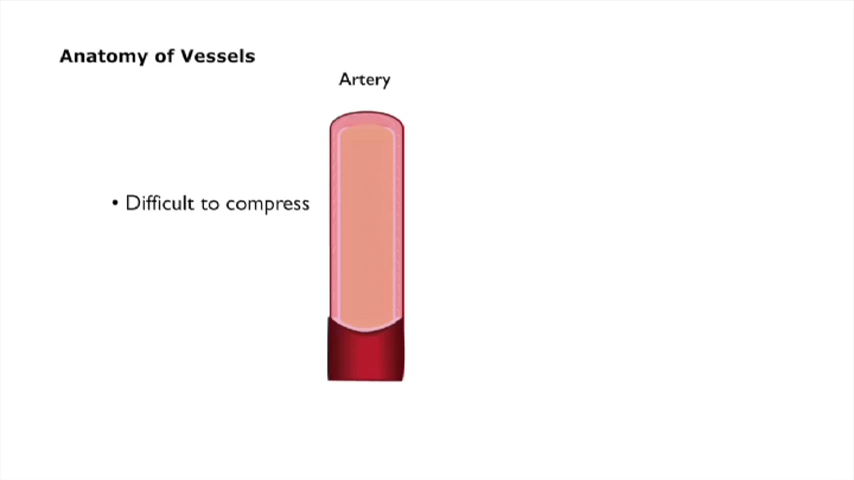 Anatomy of Vessels
Artery
• Difficult to compress